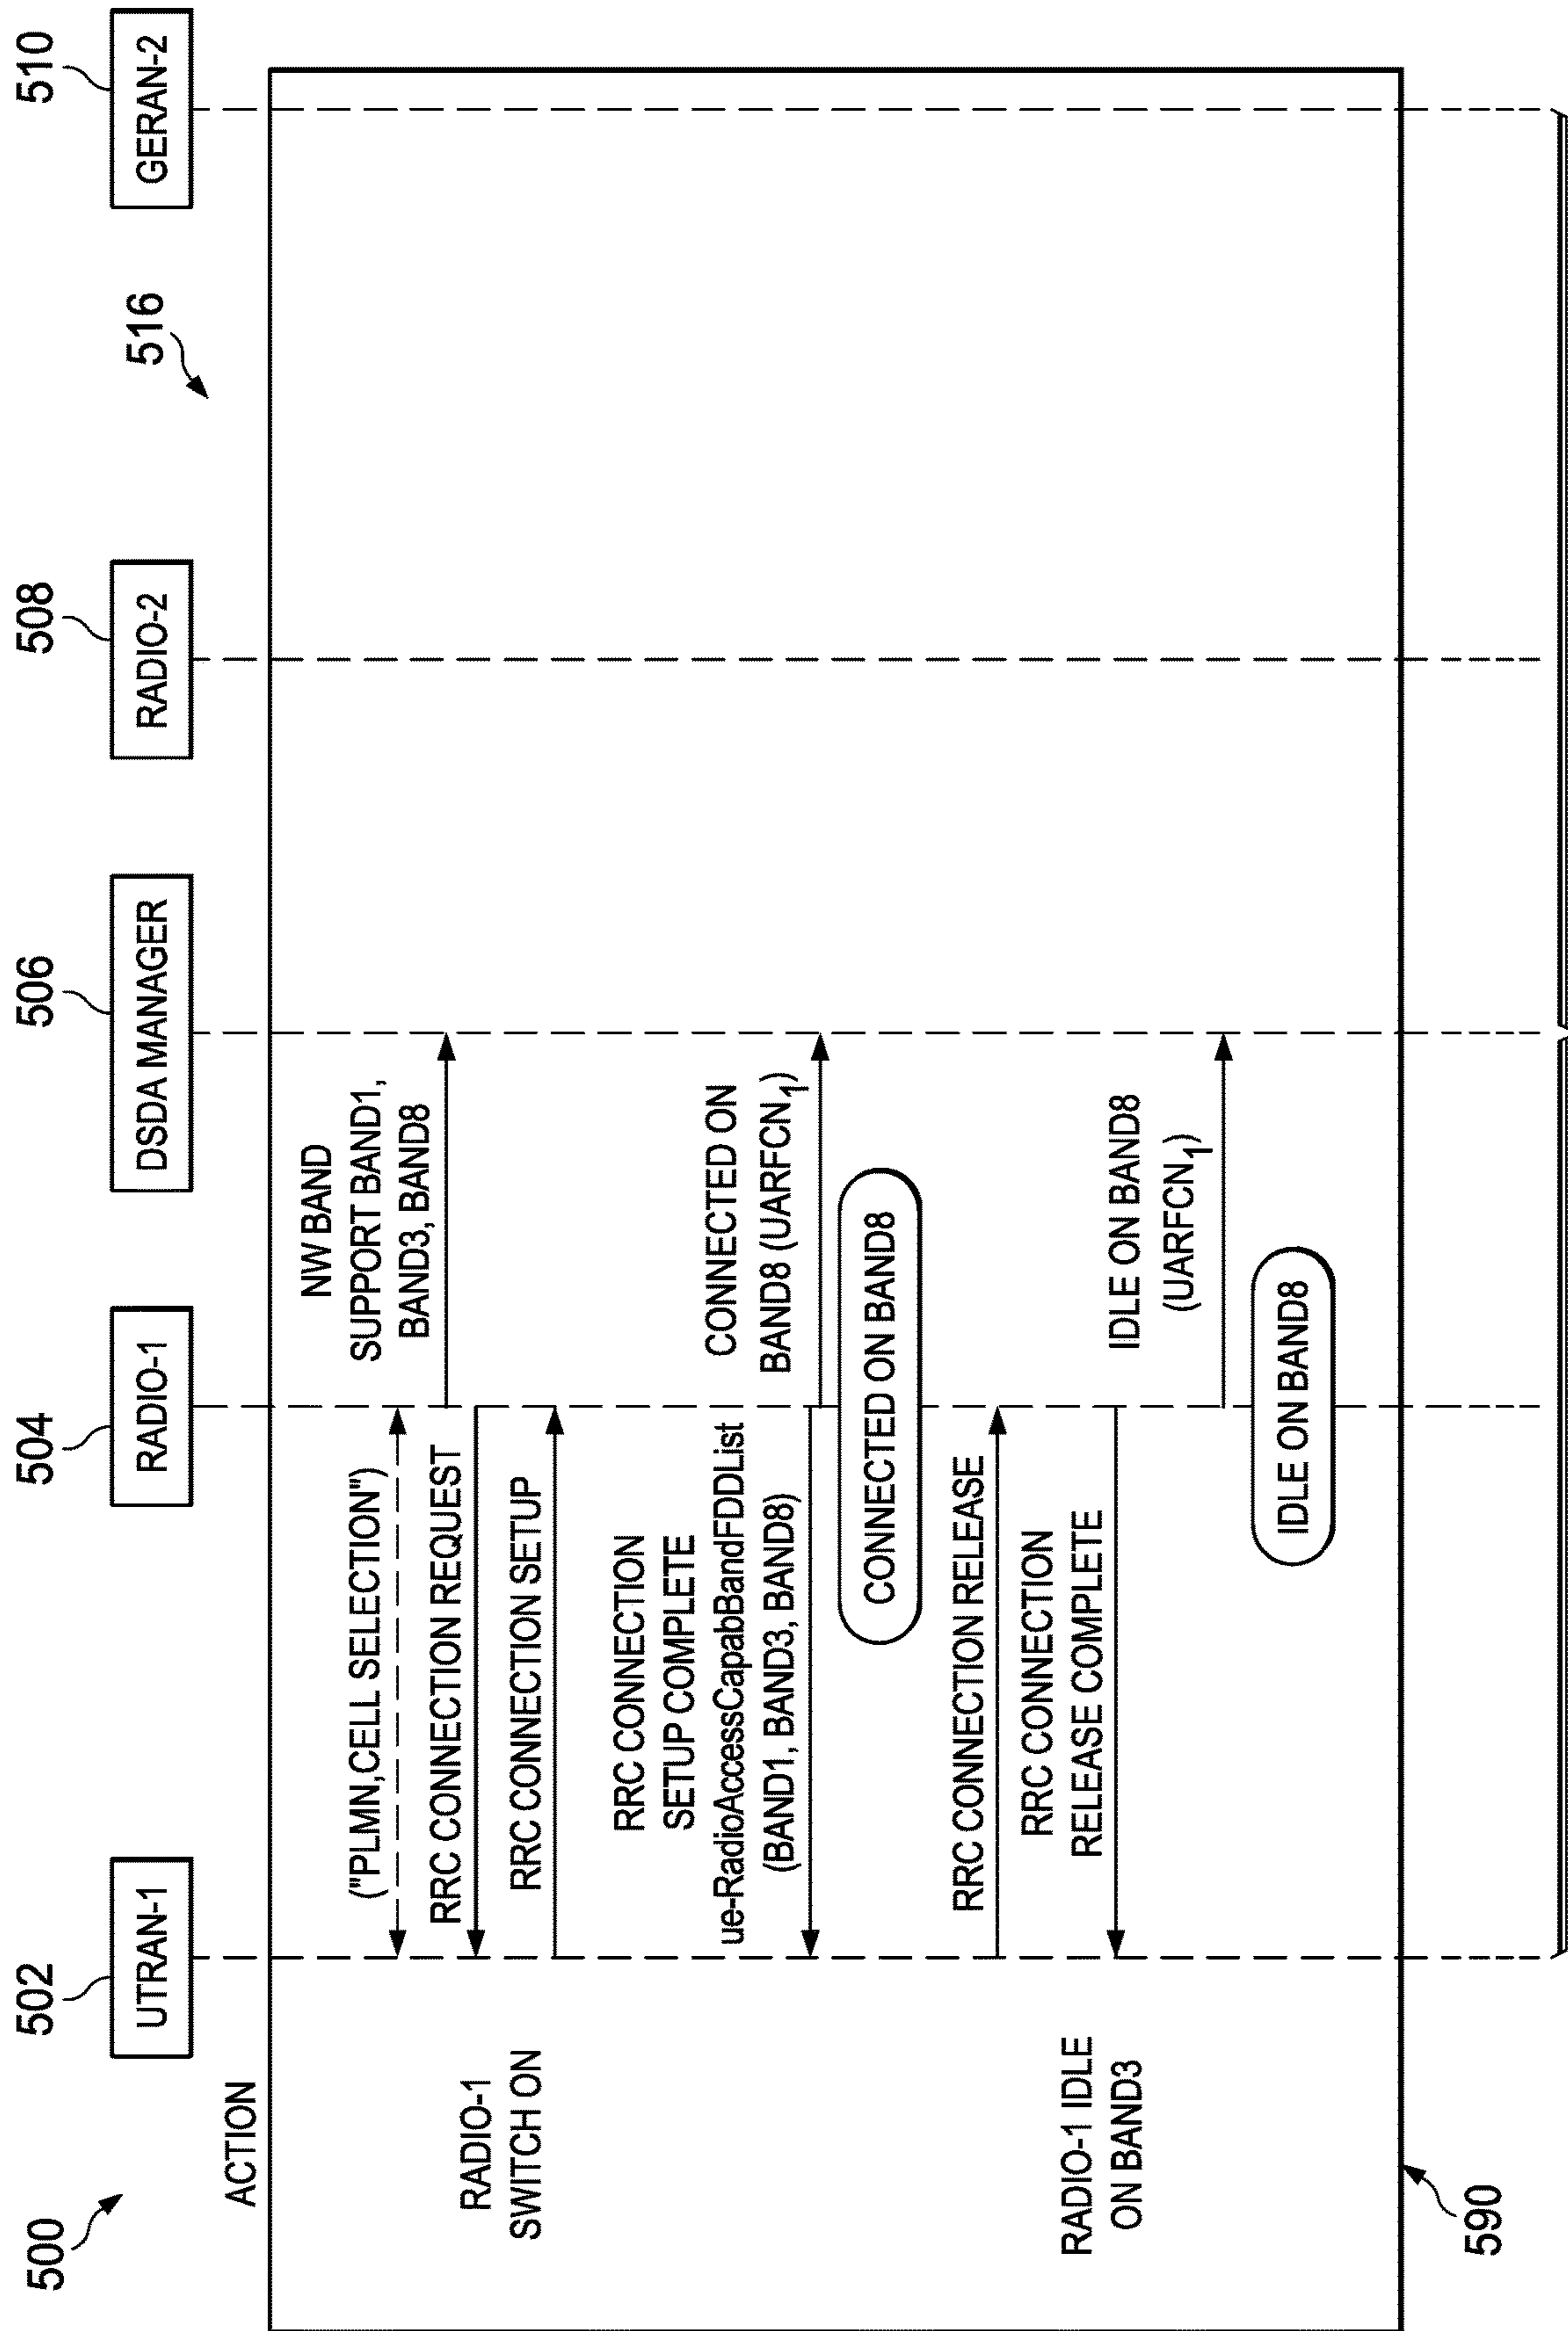 500
502
504
506
508
510
UTRAN-1
RADIO-1
DSDA MANAGER
RADIO-2
GERAN-2
516
ACTION
RADIO-1
SWITCH ON
("PLMN,CELL SELECTION")
NW BAND
SUPPORT BAND1,
BAND3, BAND8
RRC CONNECTION REQUEST
RRC CONNECTION SETUP
RRC CONNECTION
SETUP COMPLETE
ue-RadioAccessCapabBandFDDList
(BAND1, BAND3, BAND8)
CONNECTED ON
BAND8 (UARFCN1)
CONNECTED ON BAND8
RRC CONNECTION RELEASE
RADIO-1 IDLE
ON BAND3
RRC CONNECTION
RELEASE COMPLETE
IDLE ON BAND8
(UARFCN1)
IDLE ON BAND8
590